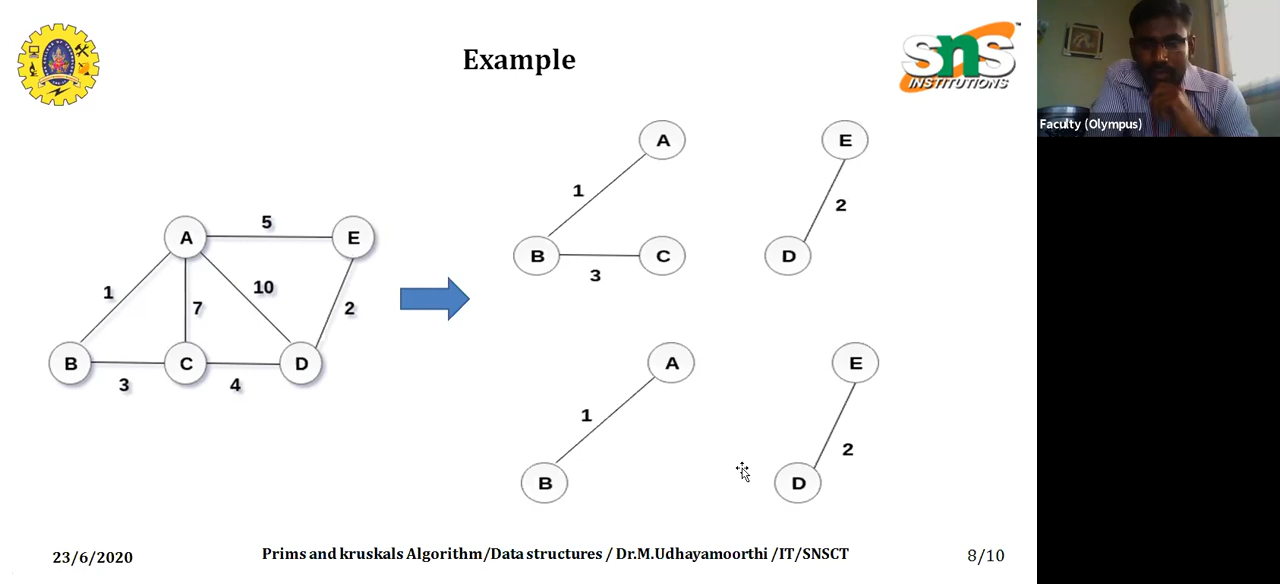 Example
SNS
INSTITUTIONS
Faculty (Olympus)
A
E
1
2
B
C
D
3
5
A
E
1
10
7
2
B
C
D
3
4
A
E
1
2
B
D
23/6/2020
Prims and kruskals Algorithm/Data structures / Dr.M.Udhayamoorthi /IT/SNSCT
8/10